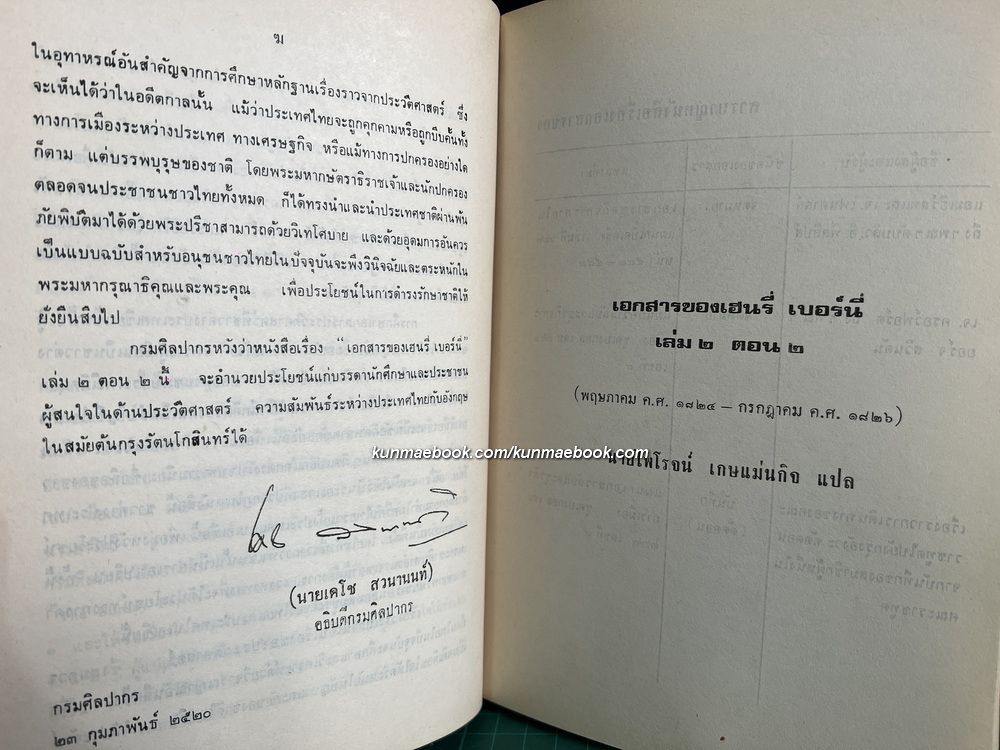 ฆ
ในอุทาหรณ์อันสำคัญจากการศึกษาหลักฐานเรื่องราวจากประวัติศาสตร์ ซึ่ง
จะเห็นได้ว่าในอดีตกาลนั้น แม้ว่าประเทศไทยจะถูกคุกคามหรือถูกบีบคั้นทั้ง
ทางการเมืองระหว่างประเทศ ทางเศรษฐกิจ หรือแม้ทางการปกครองอย่างใด
ก็ตาม แต่บรรพบุรุษของชาติ โดยพระมหากษัตราธิราชเจ้าและนักปกครอง
ตลอดจนประชาชนชาวไทยทั้งหมด ก็ได้ทรงนำและนำประเทศชาติผ่านพ้น
ภัยพิบัติมาได้ด้วยพระปรีชาสามารถด้วยวิเทโศบาย และด้วยอุดมการอันควร
เป็นแบบฉบับสำหรับอนุชนชาวไทยในปัจจุบันจะพึงวินิจฉัยและตระหนักใน
พระมหากรุณาธิคุณและพระคุณ เพื่อประโยชน์ในการดำรงรักษาชาติให้
ยั่งยืนสืบไป
กรมศิลปากรหวังว่าหนังสือเรื่อง “เอกสารของเฮนรี่ เบอร์นี่”
เล่ม ๒ ตอน ๒ นี้ จะอำนวยประโยชน์แก่บรรดานักศึกษาและประชาชน
ผู้สนใจในด้านประวัติศาสตร์ ความสัมพันธ์ระหว่างประเทศไทยกับอังกฤษ
ในสมัยต้นกรุงรัตนโกสินทร์ได้
(นายเดโช สวนานนท์)
อธิบดีกรมศิลปากร
กรมศิลปากร
๒๓ กุมภาพันธ์ ๒๕๒๐
เอกสารของเฮนรี่ เบอร์นี่
เล่ม ๒ ตอน ๒
(พฤษภาคม ค.ศ. ๑๘๒๔ – กรกฎาคม ค.ศ. ๑๘๒๖)
kunmaebook.com/kunmaebook.com
นายไพโรจน์ เกษแม่นกิจ แปล